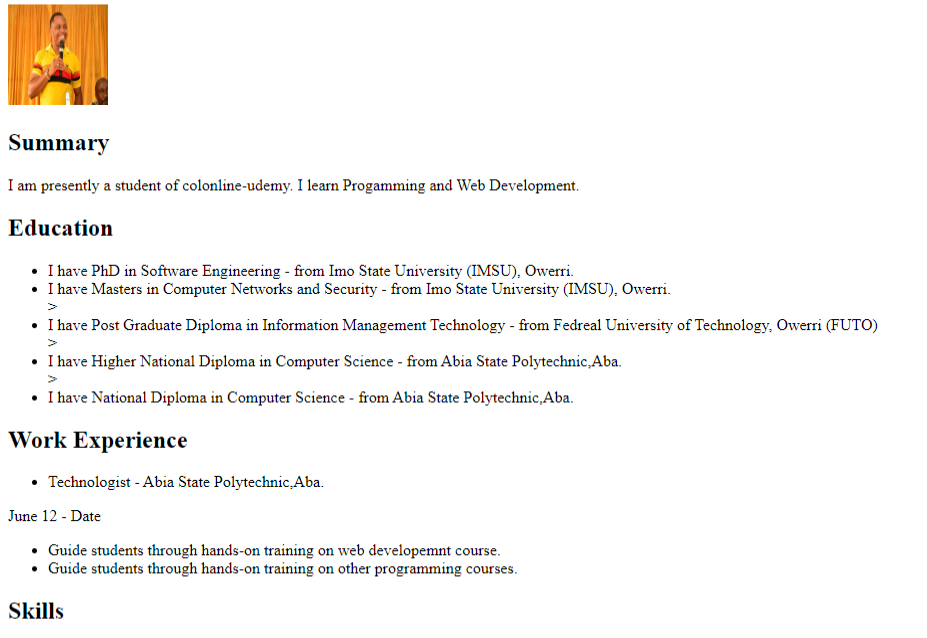 Summary
I am presently a student of colonline-udemy. I learn Progamming and Web Development.
Education
• I have PhD in Software Engineering - from Imo State University (IMSU), Owerri.
• I have Masters in Computer Networks and Security - from Imo State University (IMSU), Owerri.
>
• I have Post Graduate Diploma in Information Management Technology - from Fedreal University of Technology, Owerri (FUTO)
>
• I have Higher National Diploma in Computer Science - from Abia State Polytechnic,Aba.
>
• I have National Diploma in Computer Science - from Abia State Polytechnic,Aba.
Work Experience
• Technologist - Abia State Polytechnic,Aba.
June 12 - Date
• Guide students through hands-on training on web developemnt course.
• Guide students through hands-on training on other programming courses.
Skills